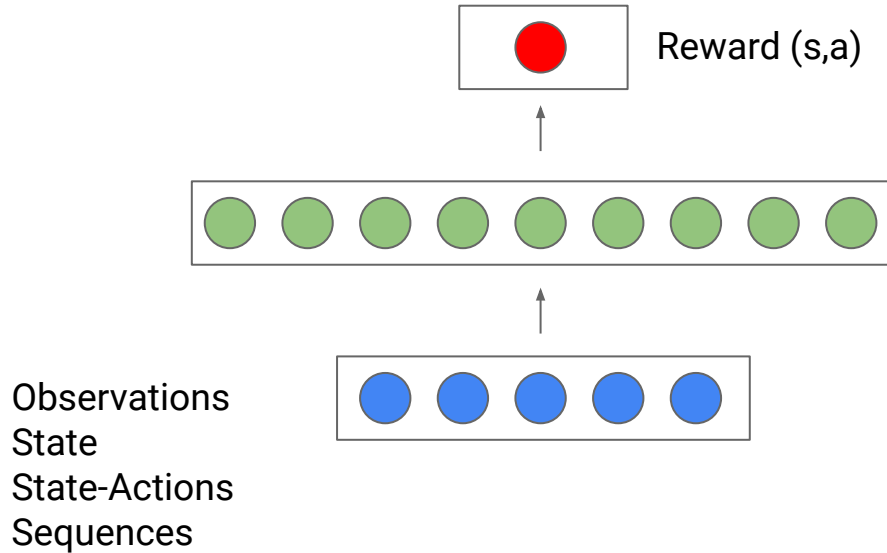 Reward (s,a)
Observations
State
State-Actions
Sequences